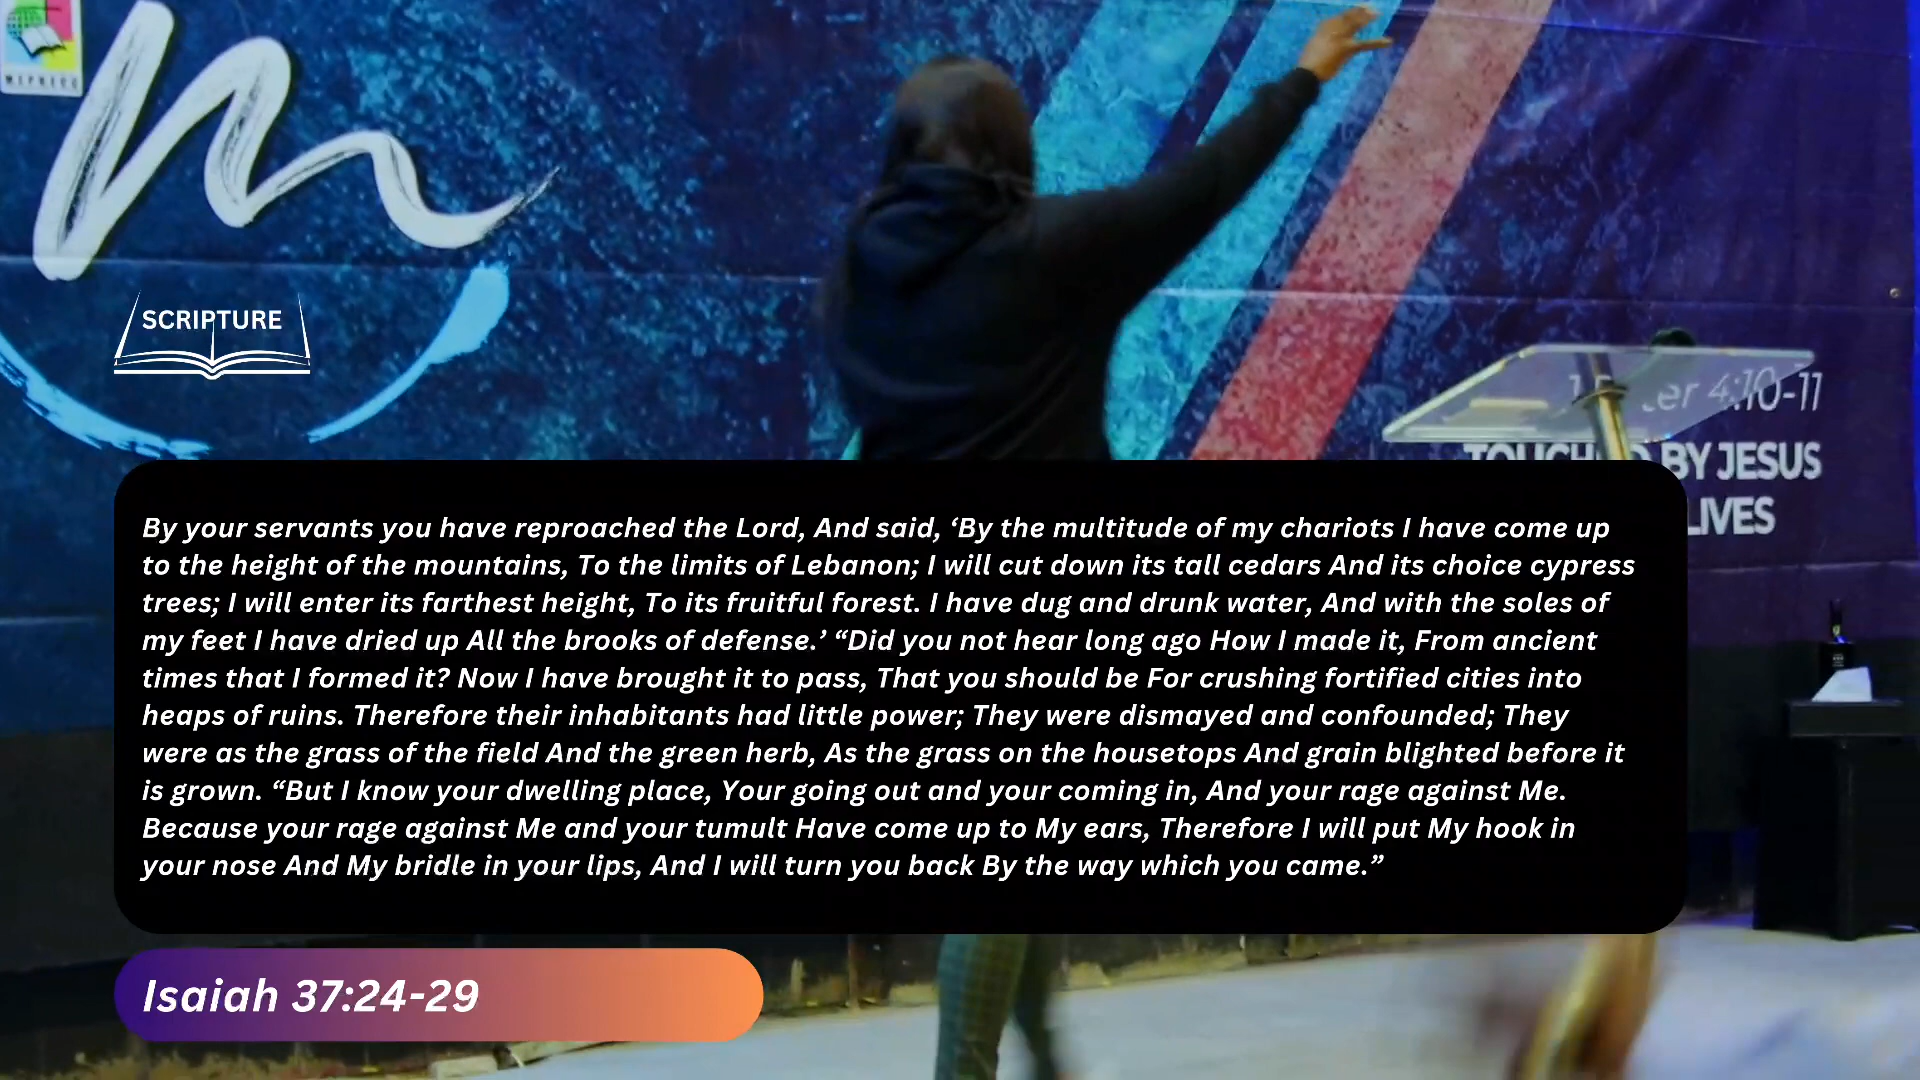 SCRIPTURE
4:10-11
BY JESUS
LIVES
By your servants you have reproached the Lord, And said, ‘By the multitude of my chariots I have come up
to the height of the mountains, To the limits of Lebanon; I will cut down its tall cedars And its choice cypress
trees; I will enter its farthest height, To its fruitful forest. I have dug and drunk water, And with the soles of
my feet I have dried up All the brooks of defense.’ “Did you not hear long ago How I made it, From ancient
times that I formed it? Now I have brought it to pass, That you should be For crushing fortified cities into
heaps of ruins. Therefore their inhabitants had little power; They were dismayed and confounded; They
were as the grass of the field And the green herb, As the grass on the housetops And grain blighted before it
is grown. “But I know your dwelling place, Your going out and your coming in, And your rage against Me.
Because your rage against Me and your tumult Have come up to My ears, Therefore I will put My hook in
your nose And My bridle in your lips, And I will turn you back By the way which you came.”
Isaiah 37:24-29